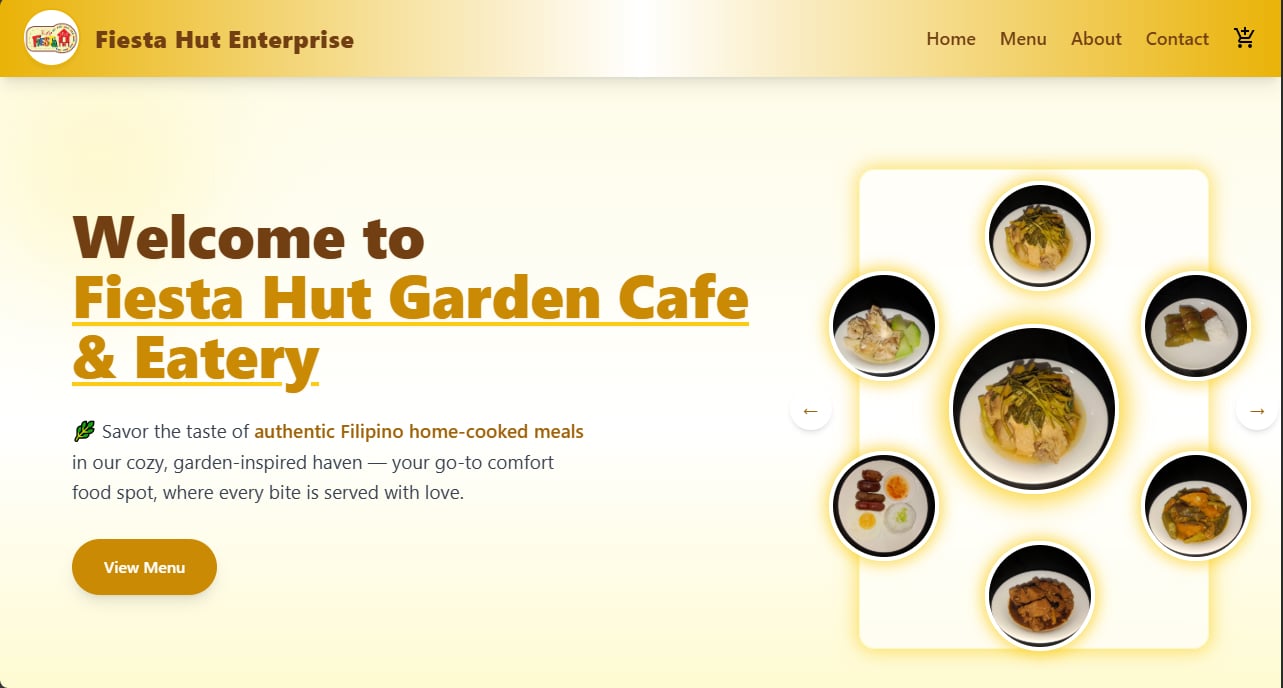 Fiesta Hut Enterprise
Home Menu About Contact
Welcome to
Fiesta Hut Garden Cafe
& Eatery
Savor the taste of authentic Filipino home-cooked meals
in our cozy, garden-inspired haven — your go-to comfort
food spot, where every bite is served with love.
View Menu
←
→